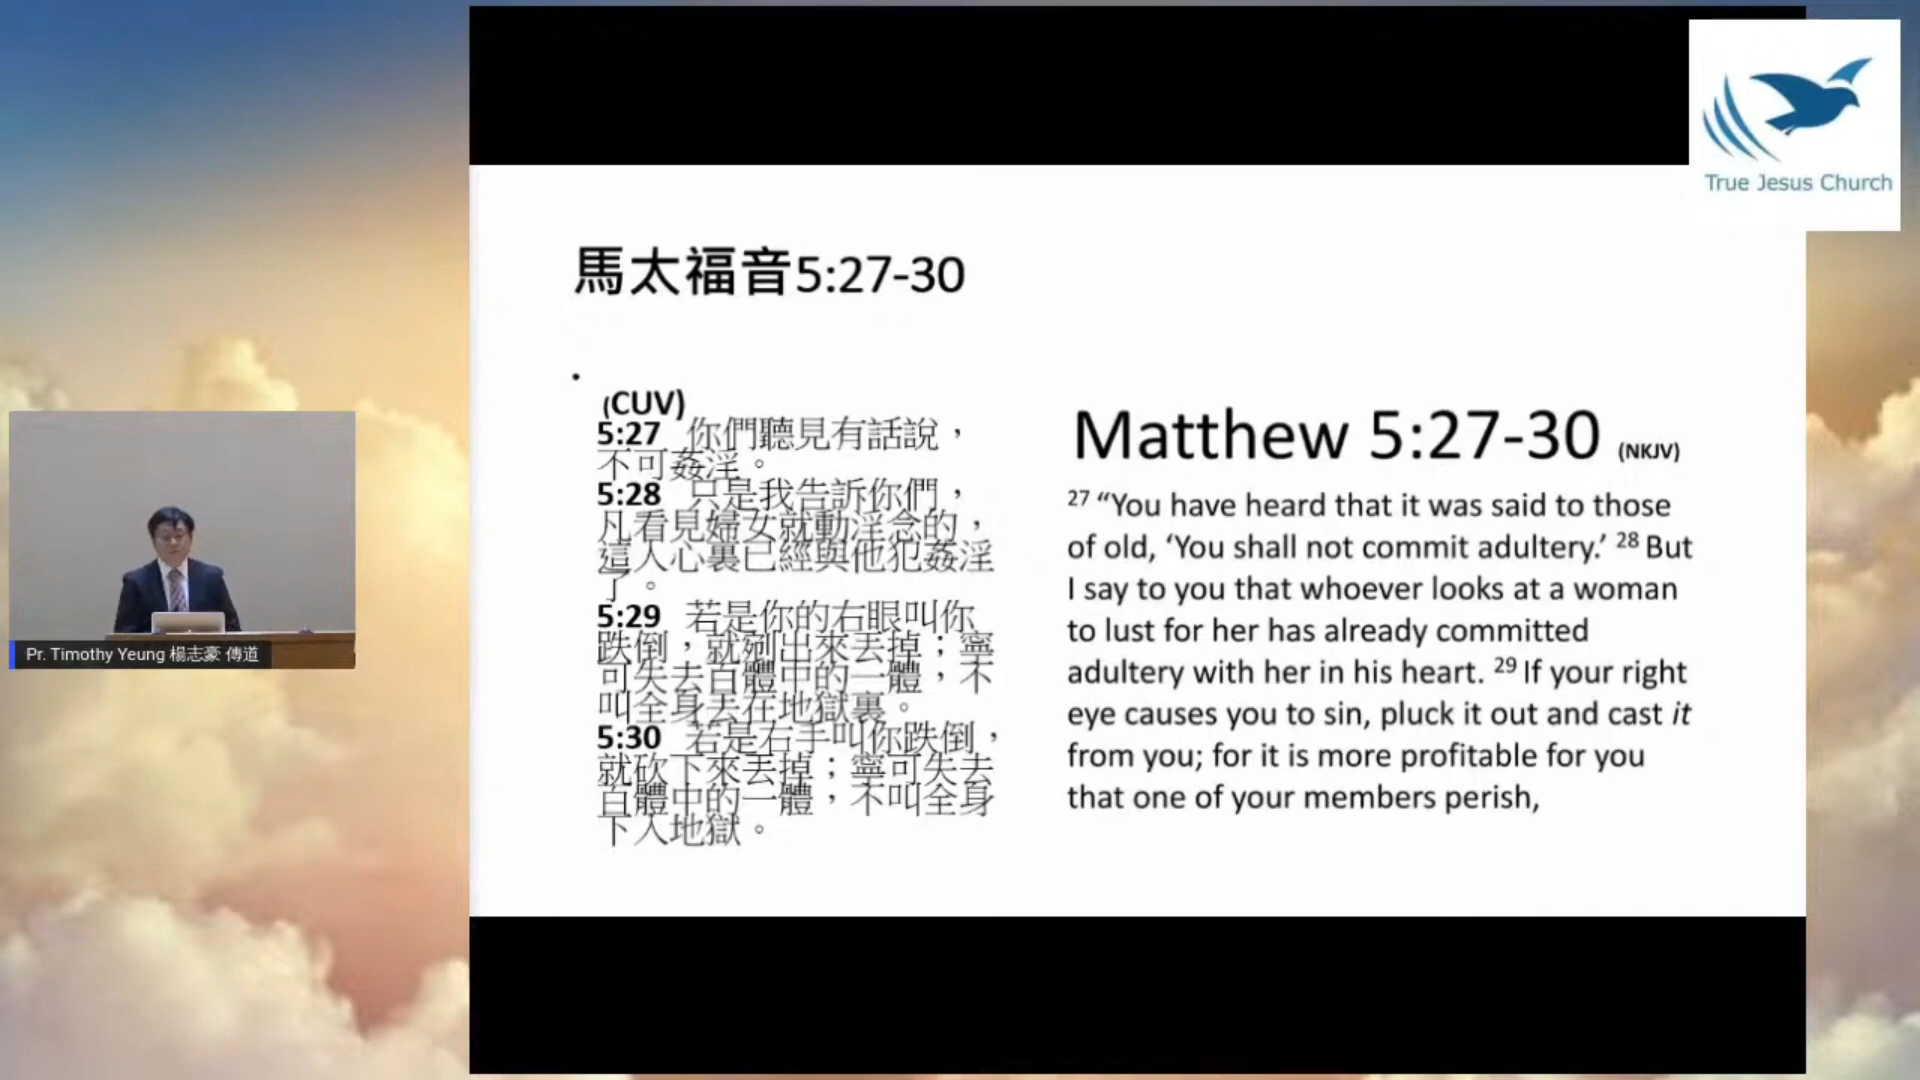 True Jesus Church
馬太福音5:27-30
•
(CUV)
5:27 你們聽見有話說，
不可姦淫。
5:28 只是我告訴你們，
凡看見婦女就動淫念的，
這人心裏已經與他犯姦淫
了。
5:29 若是你的右眼叫你
跌倒，就剜出來丟掉；寧
可失去百體中的一體，不
叫全身丟在地獄裏。
5:30 若是右手叫你跌倒，
就砍下來丟掉；寧可失去
百體中的一體，不叫全身
下入地獄。
Matthew 5:27-30 (NKJV)
27 “You have heard that it was said to those
of old, ‘You shall not commit adultery.’ 28 But
I say to you that whoever looks at a woman
to lust for her has already committed
adultery with her in his heart. 29 If your right
eye causes you to sin, pluck it out and cast it
from you; for it is more profitable for you
that one of your members perish,
Pr. Timothy Yeung 楊志豪 傳道